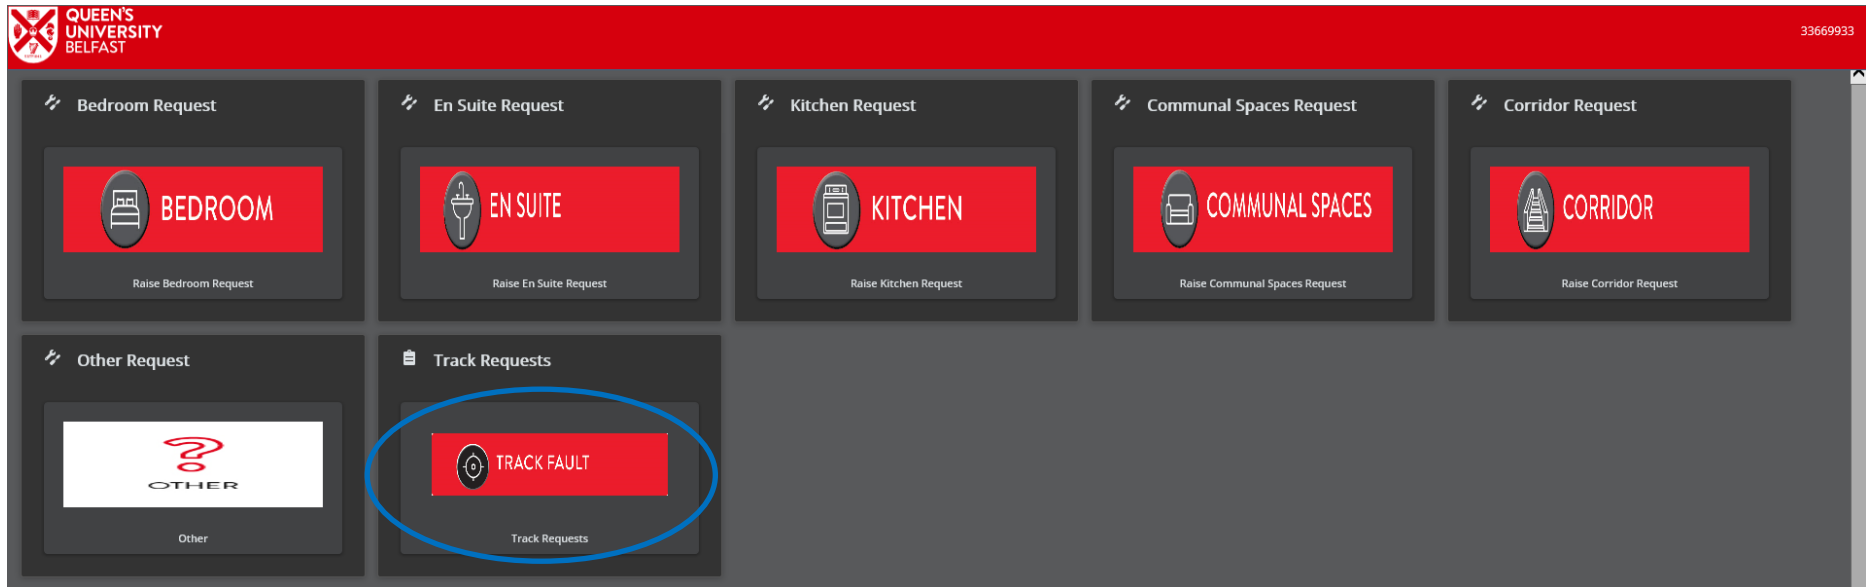 QUEEN'S
UNIVERSITY
BELFAST
33669933
Bedroom Request
En Suite Request
Kitchen Request
Communal Spaces Request
Corridor Request
BEDROOM
EN SUITE
KITCHEN
COMMUNAL SPACES
CORRIDOR
Raise Bedroom Request
Raise En Suite Request
Raise Kitchen Request
Raise Communal Spaces Request
Raise Corridor Request
Other Request
Track Requests
OTHER
TRACK FAULT
Other
Track Requests